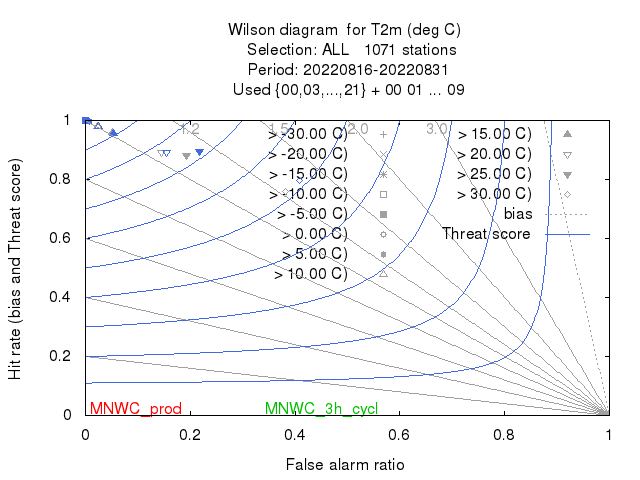 Wilson diagram  for T2m (deg C)
Selection: ALL   1071 stations
Period: 20220816-20220831
Used {00,03,...,21} + 00 01 ... 09
Hit rate (bias and Threat score)
1
0.8
0.6
0.4
0.2
0
1.2
1.5
2.0
3.0
> -30.00 C)
> -20.00 C)
> -15.00 C)
> -10.00 C)
> -5.00 C)
> 0.00 C)
> 5.00 C)
> 10.00 C)
> 15.00 C)
> 20.00 C)
> 25.00 C)
> 30.00 C)
bias
Threat score
MNWC_prod
MNWC_3h_cycl
0
0.2
0.4
0.6
0.8
1
False alarm ratio